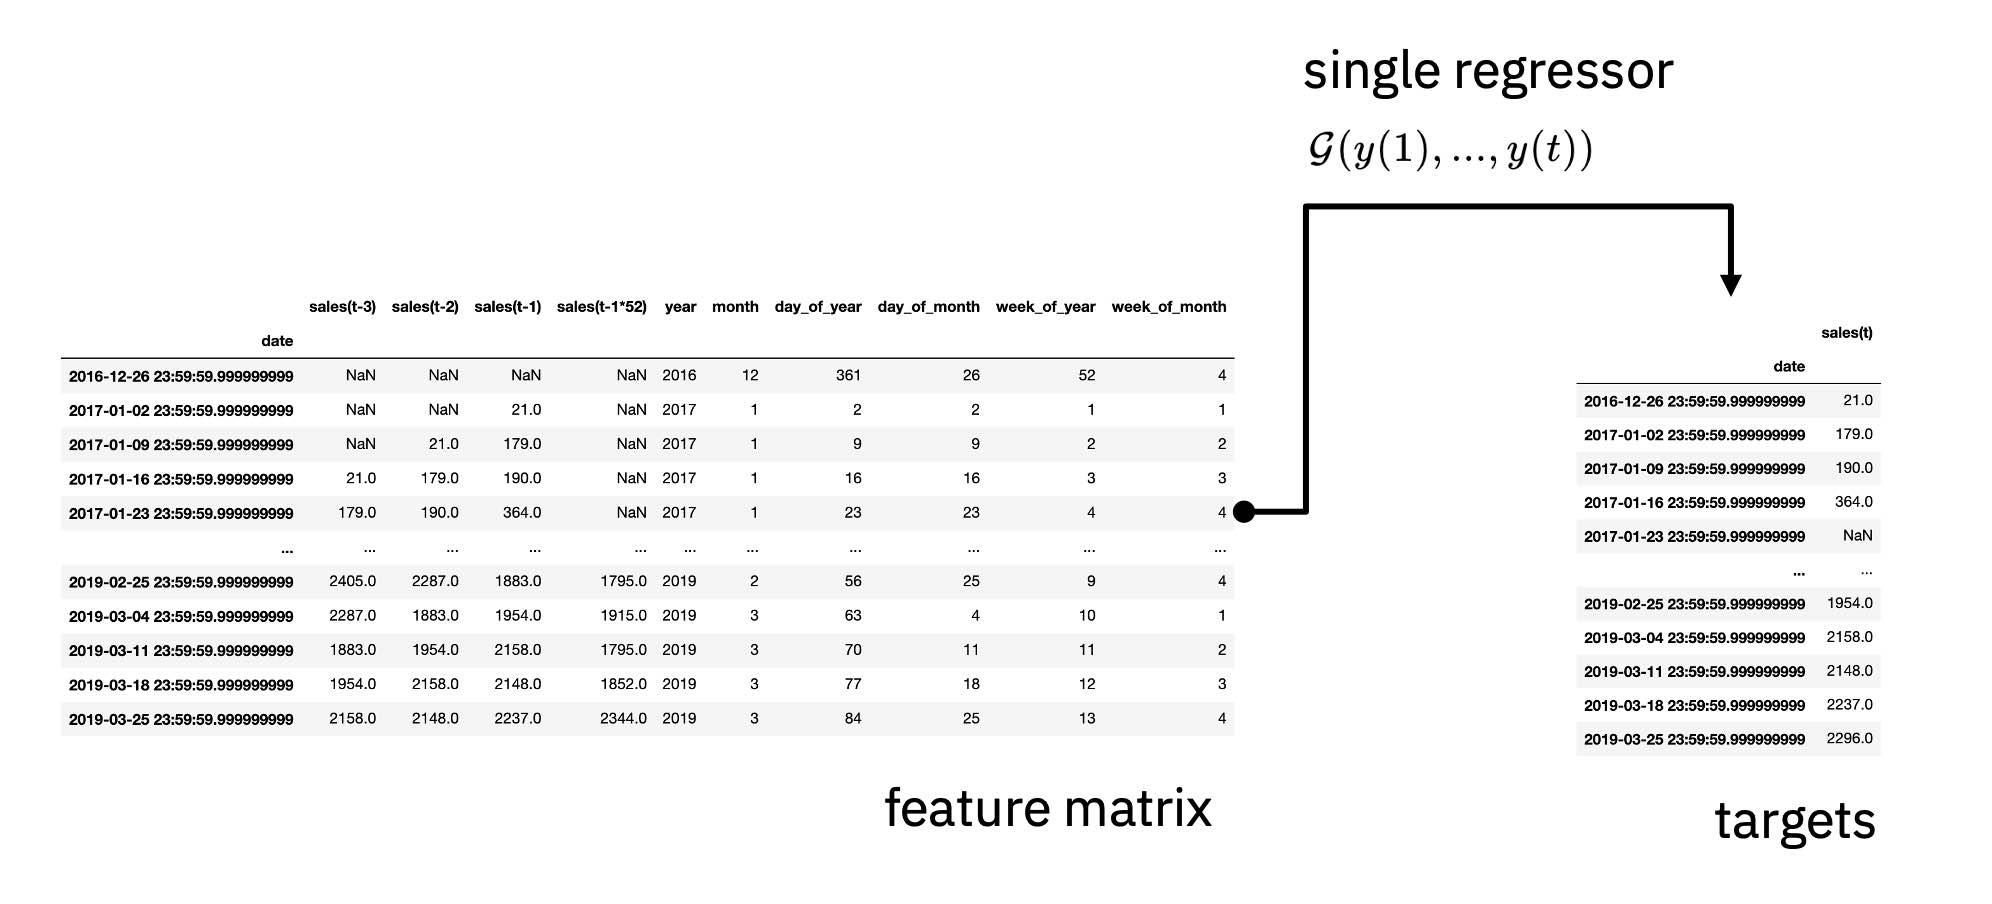 single regressor
𝒢(y(1), ..., y(t))
sales(t-3) sales(t-2) sales(t-1) sales(t-1*52) year month day_of_year day_of_month week_of_year week_of_month
date
2016-12-26 23:59:59.999999999 NaN NaN NaN NaN 2016 12 361 26 52 4
2017-01-02 23:59:59.999999999 NaN NaN 21.0 NaN 2017 1 2 2 1 1
2017-01-09 23:59:59.999999999 NaN 21.0 179.0 NaN 2017 1 9 9 2 2
2017-01-16 23:59:59.999999999 21.0 179.0 190.0 NaN 2017 1 16 16 3 3
2017-01-23 23:59:59.999999999 179.0 190.0 364.0 NaN 2017 1 23 23 4 4
... ... ... ... ... ... ... ... ... ... ...
2019-02-25 23:59:59.999999999 2405.0 2287.0 1883.0 1795.0 2019 2 56 25 9 4
2019-03-04 23:59:59.999999999 2287.0 1883.0 1954.0 1915.0 2019 3 63 4 10 1
2019-03-11 23:59:59.999999999 1883.0 1954.0 2158.0 1795.0 2019 3 70 11 11 2
2019-03-18 23:59:59.999999999 1954.0 2158.0 2148.0 1852.0 2019 3 77 18 12 3
2019-03-25 23:59:59.999999999 2158.0 2148.0 2237.0 2344.0 2019 3 84 25 13 4
feature matrix
sales(t)
date
2016-12-26 23:59:59.999999999 21.0
2017-01-02 23:59:59.999999999 179.0
2017-01-09 23:59:59.999999999 190.0
2017-01-16 23:59:59.999999999 364.0
2017-01-23 23:59:59.999999999 NaN
... ...
2019-02-25 23:59:59.999999999 1954.0
2019-03-04 23:59:59.999999999 2158.0
2019-03-11 23:59:59.999999999 2148.0
2019-03-18 23:59:59.999999999 2237.0
2019-03-25 23:59:59.999999999 2296.0
targets